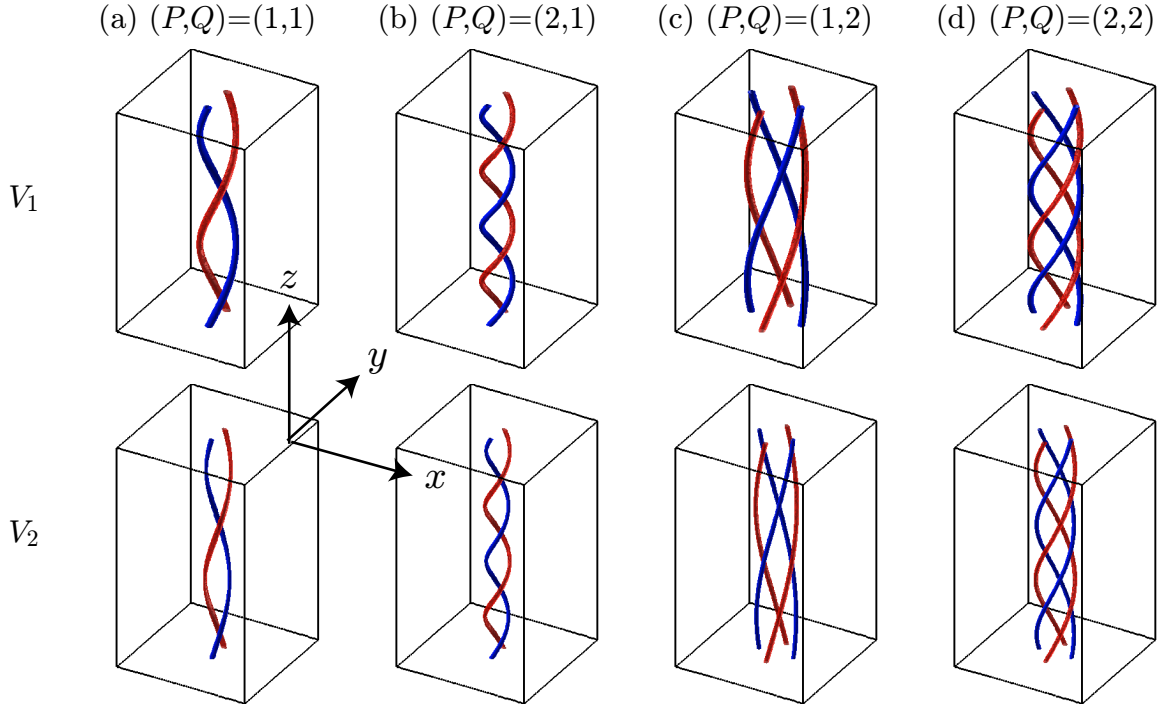 (a) (P,Q)=(1,1) (b) (P,Q)=(2,1) (c) (P,Q)=(1,2) (d) (P,Q)=(2,2)
V₁
z
y
x
V₂